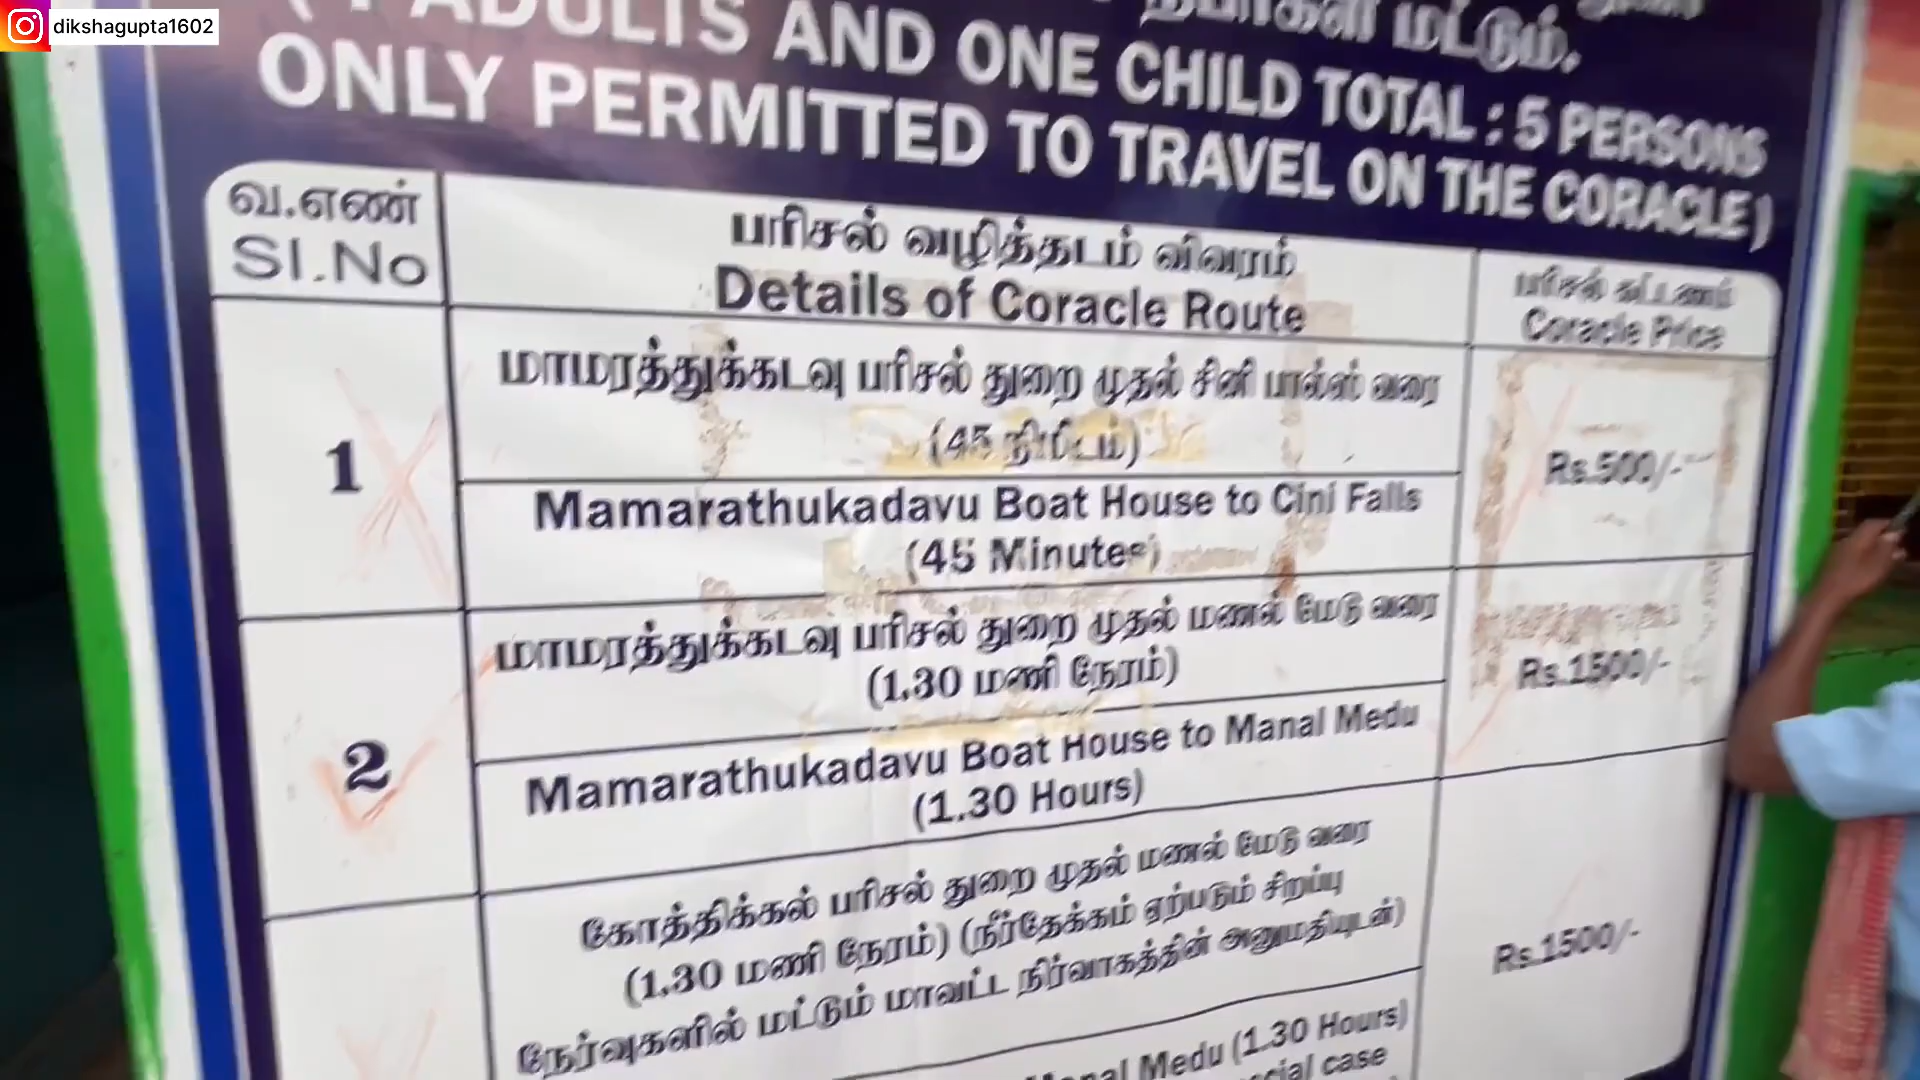 dikshagupta1602
மட்டும்.
ADULTS AND ONE CHILD TOTAL : 5 PERSONS
ONLY PERMITTED TO TRAVEL ON THE CORACLE)
வ.எண்
Sl.No
பரிசல் வழித்தடம் விவரம்
Details of Coracle Route
பரிசல் கட்டணம்
Coracle Price
1
மாமரத்துக்கடவு பரிசல் துறை முதல் சினி பால்ஸ் வரை
(45 நிமிடம்)
Mamarathukadavu Boat House to Cini Falls
(45 Minutes)
Rs.500/-
2
மாமரத்துக்கடவு பரிசல் துறை முதல் மணல் மேடு வரை
(1.30 மணி நேரம்)
Mamarathukadavu Boat House to Manal Medu
(1.30 Hours)
Rs.1500/-
கோத்திக்கல் பரிசல் துறை முதல் மணல் மேடு வரை
(1.30 மணி நேரம்) (நீர்தேக்கம் ஏற்படும் சிறப்பு
நேர்வுகளில் மட்டும் மாவட்ட நிர்வாகத்தின் அனுமதியுடன்)
Rs.1500/-
Medu (1.30 Hours)
case